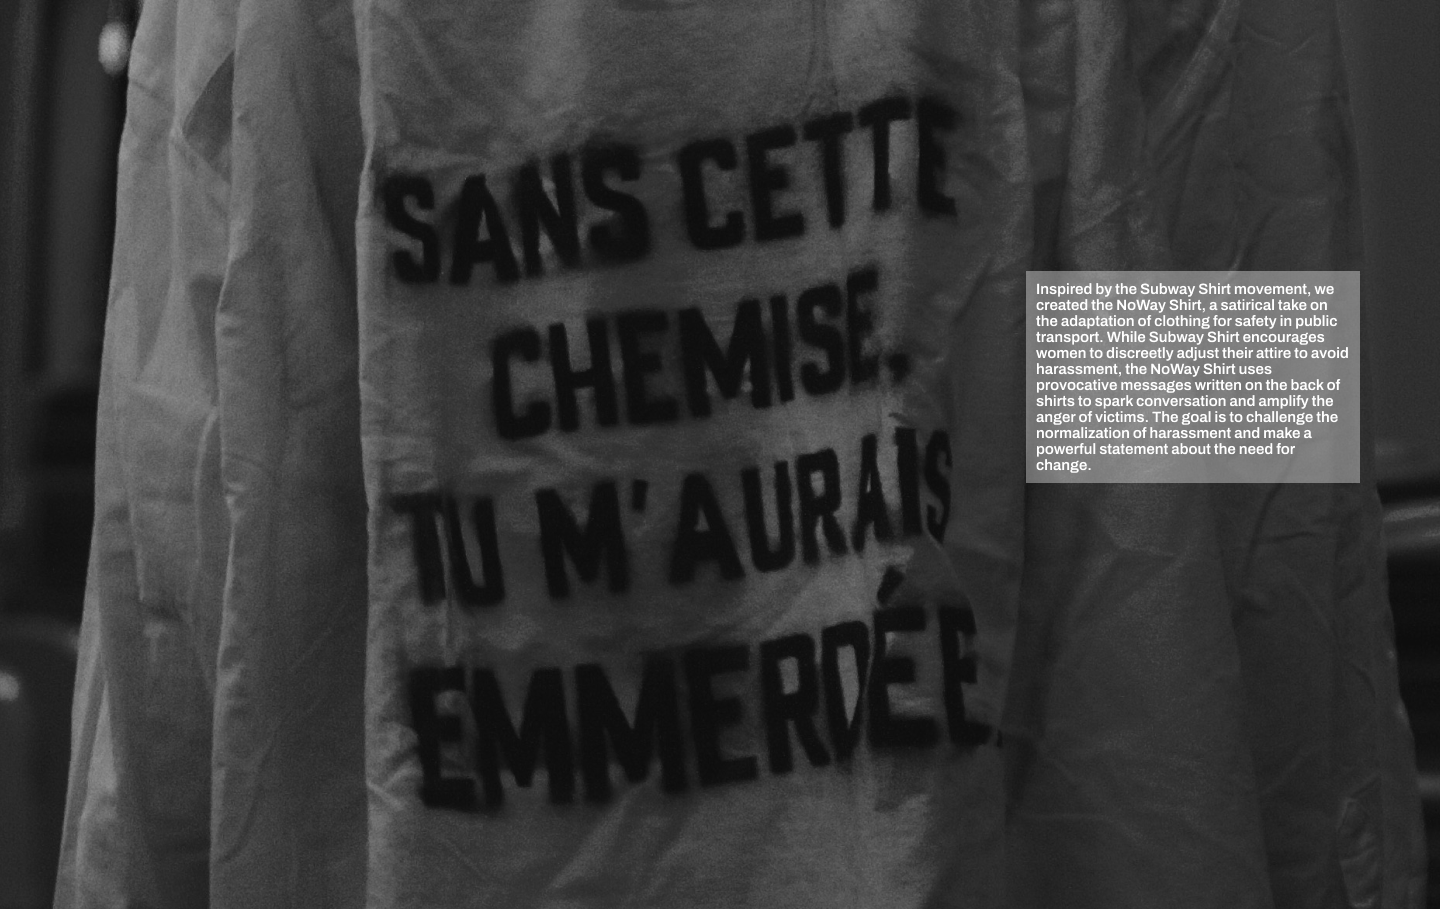 SANS CETTE
CHEMISE,
TU M'AURAIS
EMMERDÉE.
Inspired by the Subway Shirt movement, we
created the NoWay Shirt, a satirical take on
the adaptation of clothing for safety in public
transport. While Subway Shirt encourages
women to discreetly adjust their attire to avoid
harassment, the NoWay Shirt uses
provocative messages written on the back of
shirts to spark conversation and amplify the
anger of victims. The goal is to challenge the
normalization of harassment and make a
powerful statement about the need for
change.